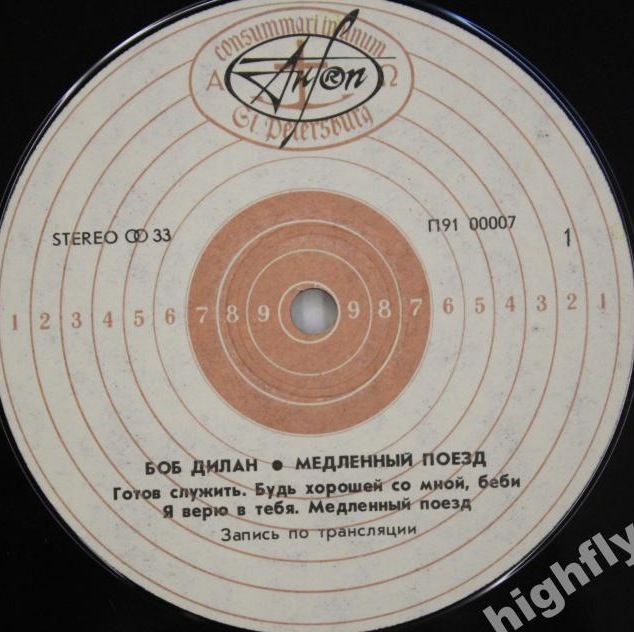 consummari in unum
А Ω
AnTrop
St. Petersburg
STEREO 33
П91 00007
1
1 2 3 4 5 6 7 8 9 9 8 7 6 5 4 3 2 1
БОБ ДИЛАН ● МЕДЛЕННЫЙ ПОЕЗД
Готов служить. Будь хорошей со мной, беби
Я верю в тебя. Медленный поезд
Запись по трансляции
highfly